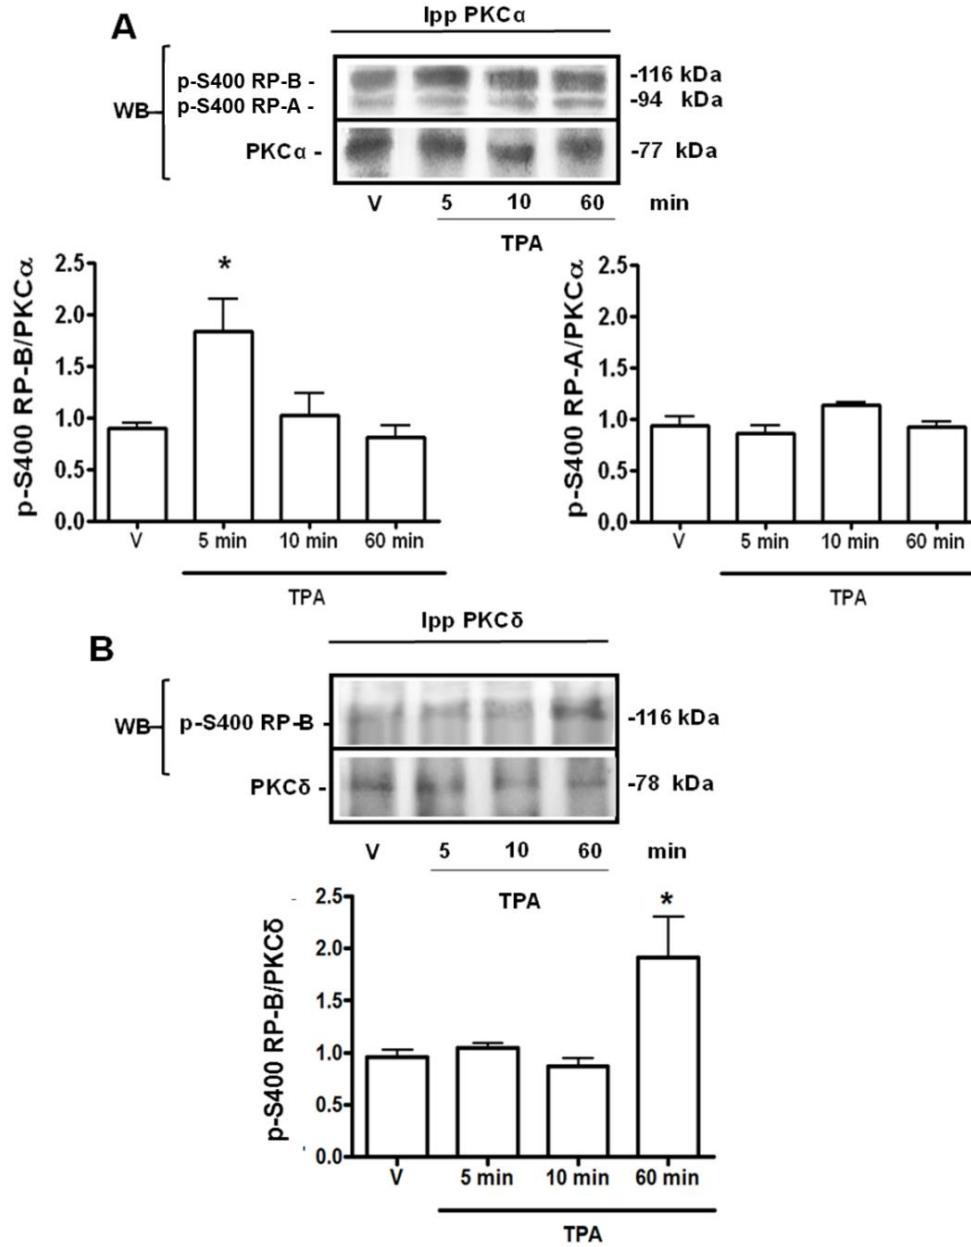 A
Ipp PKCα
WB
p-S400 RP-B -
p-S400 RP-A -
PKCα -
-116 kDa
-94 kDa
-77 kDa
V 5 10 60 min
TPA
p-S400 RP-B/PKCα
2.5
2.0
1.5
1.0
0.5
0.0
*
V 5 min 10 min 60 min
TPA
p-S400 RP-A/PKCα
2.5
2.0
1.5
1.0
0.5
0.0
V 5 min 10 min 60 min
TPA
B
Ipp PKCδ
WB
p-S400 RP-B -
PKCδ -
-116 kDa
-78 kDa
V 5 10 60 min
TPA
p-S400 RP-B/PKCδ
2.5
2.0
1.5
1.0
0.5
0.0
*
V 5 min 10 min 60 min
TPA